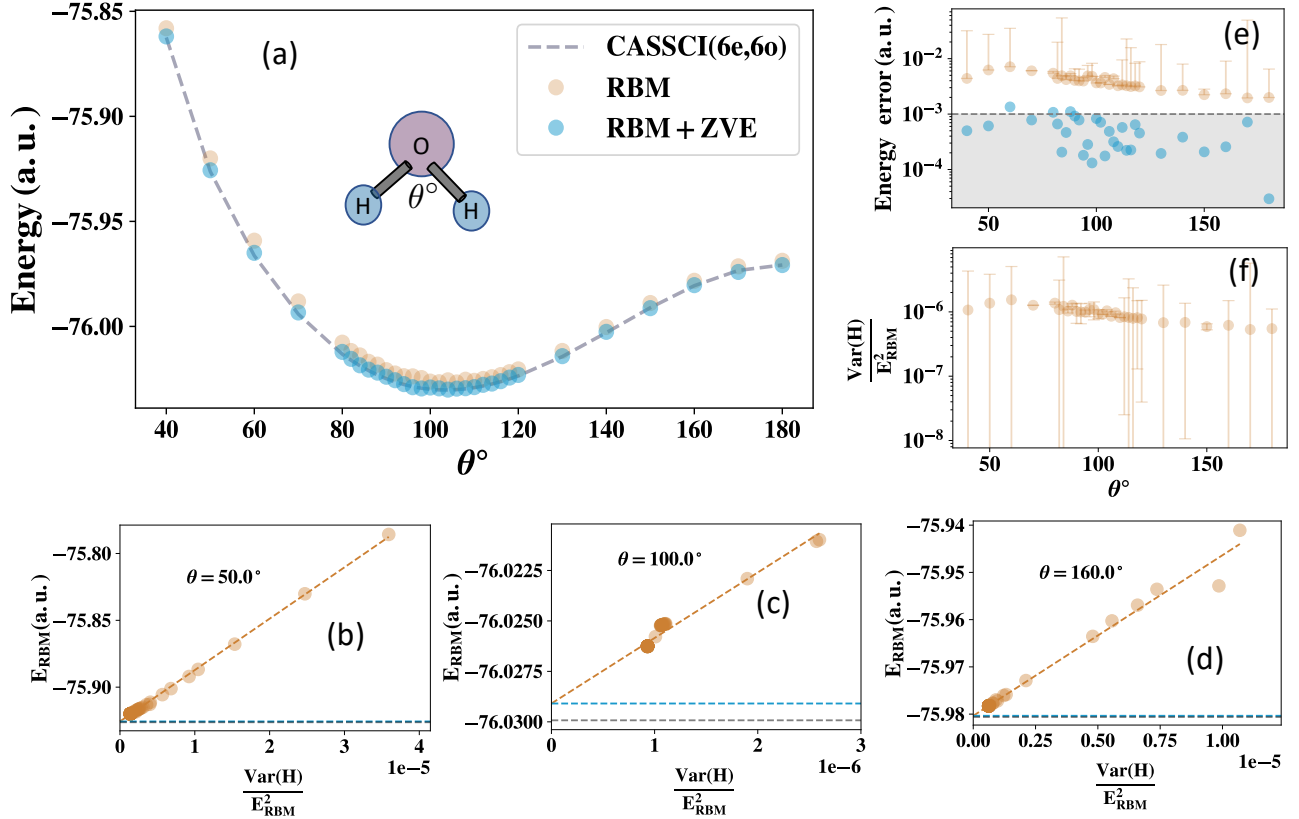 (a)
CASSCI(6e,6o)
RBM
RBM + ZVE
O
H
H
θ°
Energy (a. u.)
−75.85
−75.90
−75.95
−76.00
40 60 80 100 120 140 160 180
θ°
(e)
Energy error (a. u.)
10⁻²
10⁻³
10⁻⁴
50 100 150
(f)
Var(H)
E²RBM
10⁻⁶
10⁻⁷
10⁻⁸
50 100 150
θ°
(b)
θ = 50.0°
ERBM(a. u.)
−75.80
−75.85
−75.90
0 1 2 3 4
1e−5
Var(H)
E²RBM
(c)
θ = 100.0°
ERBM(a. u.)
−76.0225
−76.0250
−76.0275
−76.0300
0 1 2 3
1e−6
Var(H)
E²RBM
(d)
θ = 160.0°
ERBM(a. u.)
−75.94
−75.95
−75.96
−75.97
−75.98
0.00 0.25 0.50 0.75 1.00
1e−5
Var(H)
E²RBM